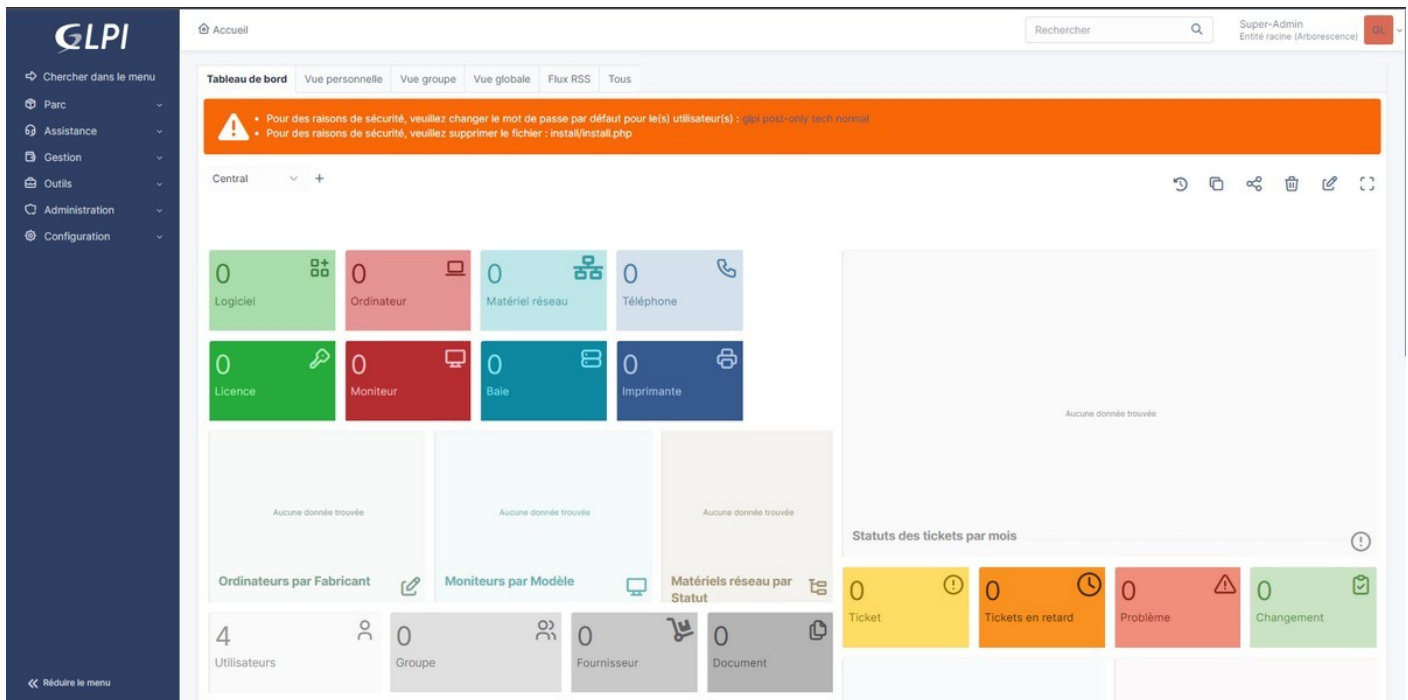 GLPI
Accueil
Rechercher
Super-Admin
Entité racine (Arborescence)
GL
Chercher dans le menu
Parc
Assistance
Gestion
Outils
Administration
Configuration
Réduire le menu
Tableau de bord
Vue personnelle
Vue groupe
Vue globale
Flux RSS
Tous
Pour des raisons de sécurité, veuillez changer le mot de passe par défaut pour le(s) utilisateur(s) : glpi post-only tech normal
Pour des raisons de sécurité, veuillez supprimer le fichier : install/install.php
Central
0
Logiciel
0
Ordinateur
0
Matériel réseau
0
Téléphone
0
Licence
0
Moniteur
0
Baie
0
Imprimante
Aucune donnée trouvée
Ordinateurs par Fabricant
Aucune donnée trouvée
Moniteurs par Modèle
Aucune donnée trouvée
Matériels réseau par
Statut
4
Utilisateurs
0
Groupe
0
Fournisseur
0
Document
Aucune donnée trouvée
Statuts des tickets par mois
0
Ticket
0
Tickets en retard
0
Problème
0
Changement